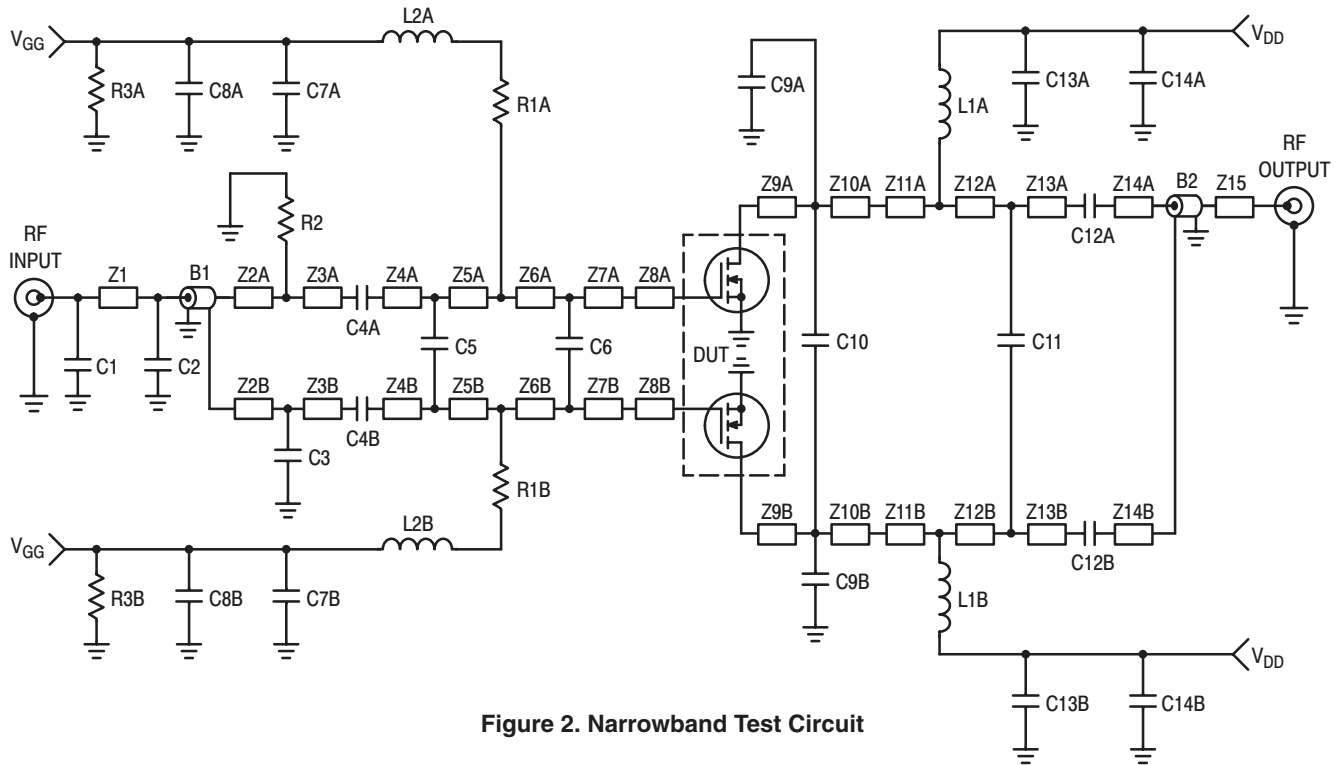 L2A
VGG
VDD
R3A
C8A
C7A
R1A
C9A
L1A
C13A
C14A
RF
OUTPUT
R2
Z9A
Z10A
Z11A
Z12A
Z13A
Z14A
B2
Z15
C12A
RF
INPUT
Z1
B1
Z2A
Z3A
Z4A
Z5A
Z6A
Z7A
Z8A
C4A
C1
C2
C5
C6
DUT
C10
C11
Z2B
Z3B
Z4B
Z5B
Z6B
Z7B
Z8B
C4B
C3
R1B
Z9B
Z10B
Z11B
Z12B
Z13B
Z14B
C12B
L2B
VGG
C9B
L1B
R3B
C8B
C7B
VDD
C13B
C14B
Figure 2. Narrowband Test Circuit